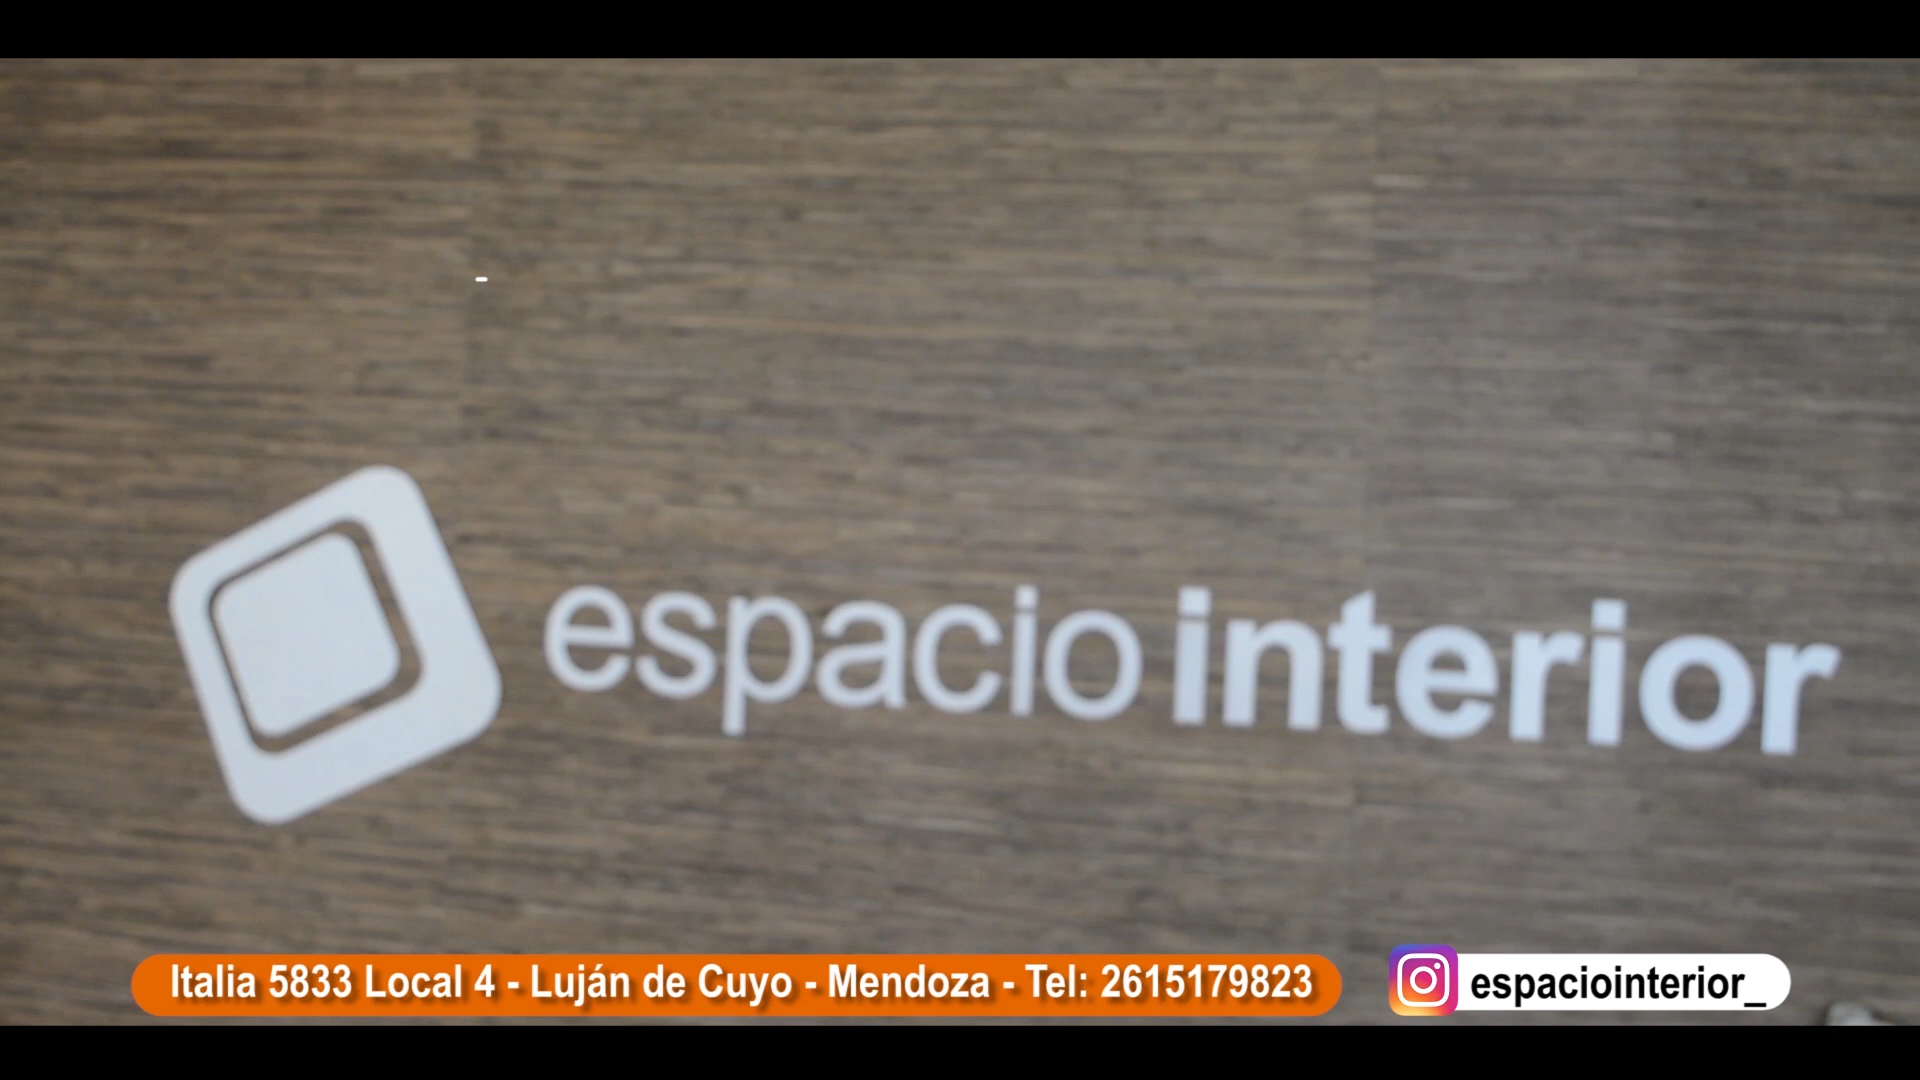 espacio interior
Italia 5833 Local 4 - Luján de Cuyo - Mendoza - Tel: 2615179823
espaciointerior_